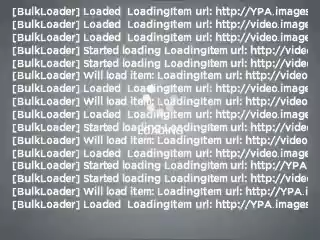 [BulkLoader] Loaded LoadingItem url: http://YPA.images
[BulkLoader] Loaded LoadingItem url: http://video.image
[BulkLoader] Loaded LoadingItem url: http://video.image
[BulkLoader] Started loading LoadingItem url: http://vide
[BulkLoader] Started loading LoadingItem url: http://vide
[BulkLoader] Will load item: LoadingItem url: http://video
[BulkLoader] Loaded LoadingItem url: http://video.image
[BulkLoader] Will load item: LoadingItem url: http://video
[BulkLoader] Loaded LoadingItem url: http://video.image
[BulkLoader] Started loading LoadingItem url: http://vide
LOADING
[BulkLoader] Will load item: LoadingItem url: http://video
[BulkLoader] Loaded LoadingItem url: http://video.image
[BulkLoader] Started loading LoadingItem url: http://YPA
[BulkLoader] Started loading LoadingItem url: http://vide
[BulkLoader] Will load item: LoadingItem url: http://YPA.i
[BulkLoader] Loaded LoadingItem url: http://YPA.images